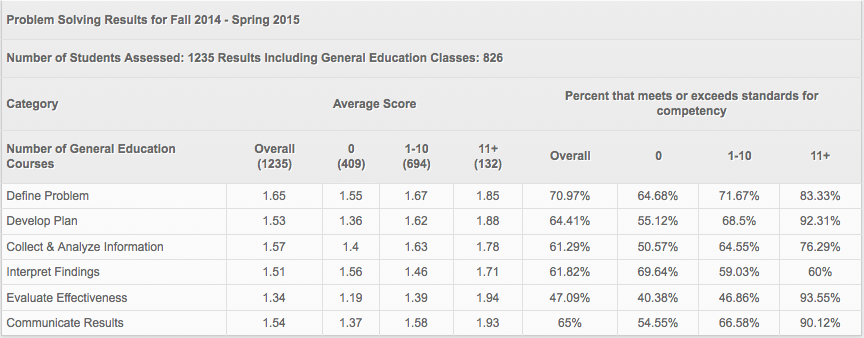 Problem Solving Results for Fall 2014 - Spring 2015
Number of Students Assessed: 1235 Results Including General Education Classes: 826
Category Average Score Percent that meets or exceeds standards for competency
Number of General Education Courses Overall (1235) 0 (409) 1-10 (694) 11+ (132) Overall 0 1-10 11+
Define Problem 1.65 1.55 1.67 1.85 70.97% 64.68% 71.67% 83.33%
Develop Plan 1.53 1.36 1.62 1.88 64.41% 55.12% 68.5% 92.31%
Collect & Analyze Information 1.57 1.4 1.63 1.78 61.29% 50.57% 64.55% 76.29%
Interpret Findings 1.51 1.56 1.46 1.71 61.82% 69.64% 59.03% 60%
Evaluate Effectiveness 1.34 1.19 1.39 1.94 47.09% 40.38% 46.86% 93.55%
Communicate Results 1.54 1.37 1.58 1.93 65% 54.55% 66.58% 90.12%